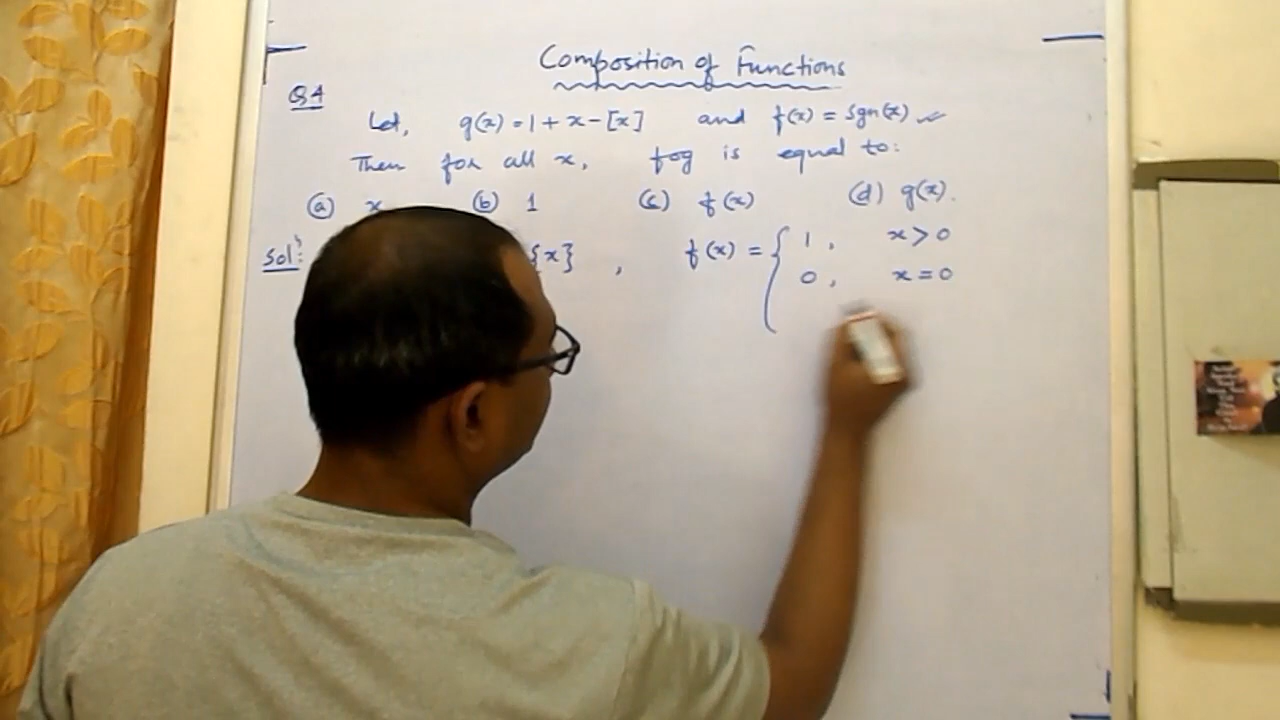 Composition of Functions
Q4
Let, g(x) = 1 + x - [x] and f(x) = Sgn(x)
Then for all x, fog is equal to:
(a) x (b) 1 (c) f(x) (d) g(x).
Sol: {x} , f(x) = { 1, x > 0
0, x = 0